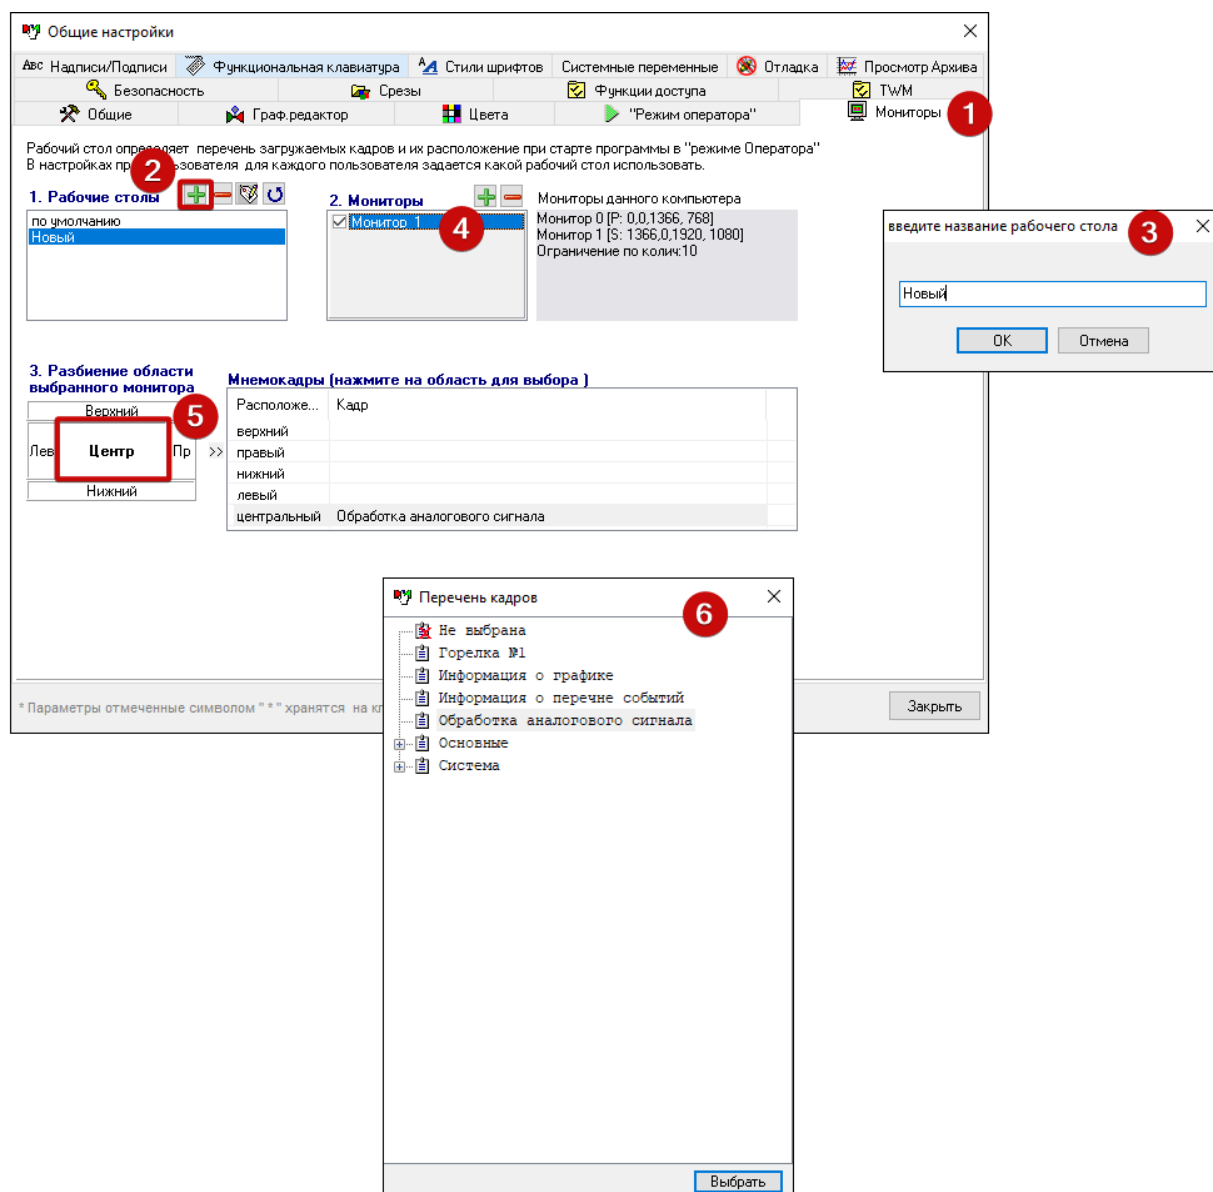 Общие настройки
ABC Надписи/Подписи Функциональная клавиатура Стили шрифтов Системные переменные Отладка Просмотр Архива
Безопасность Срезы Функции доступа TWM
Общие Граф.редактор Цвета "Режим оператора" Мониторы 1
Рабочий стол определяет перечень загружаемых кадров и их расположение при старте программы в "режиме Оператора"
В настройках пр зователя для каждого пользователя задается какой рабочий стол использовать.
2
1. Рабочие столы
по умолчанию
Новый
2. Мониторы
Монитор 1
4
Мониторы данного компьютера
Монитор 0 [P: 0,0,1366, 768]
Монитор 1 [S: 1366,0,1920, 1080]
Ограничение по колич:10
введите название рабочего стола 3
Новый
OK Отмена
3. Разбиение области
выбранного монитора
5
Верхний
Лев Центр Пр >>
Нижний
Мнемокадры (нажмите на область для выбора )
Расположе... Кадр
верхний
правый
нижний
левый
центральный Обработка аналогового сигнала
* Параметры отмеченные символом " * " хранятся на кл
Закрыть
Перечень кадров 6
Не выбрана
Горелка №1
Информация о графике
Информация о перечне событий
Обработка аналогового сигнала
Основные
Система
Выбрать